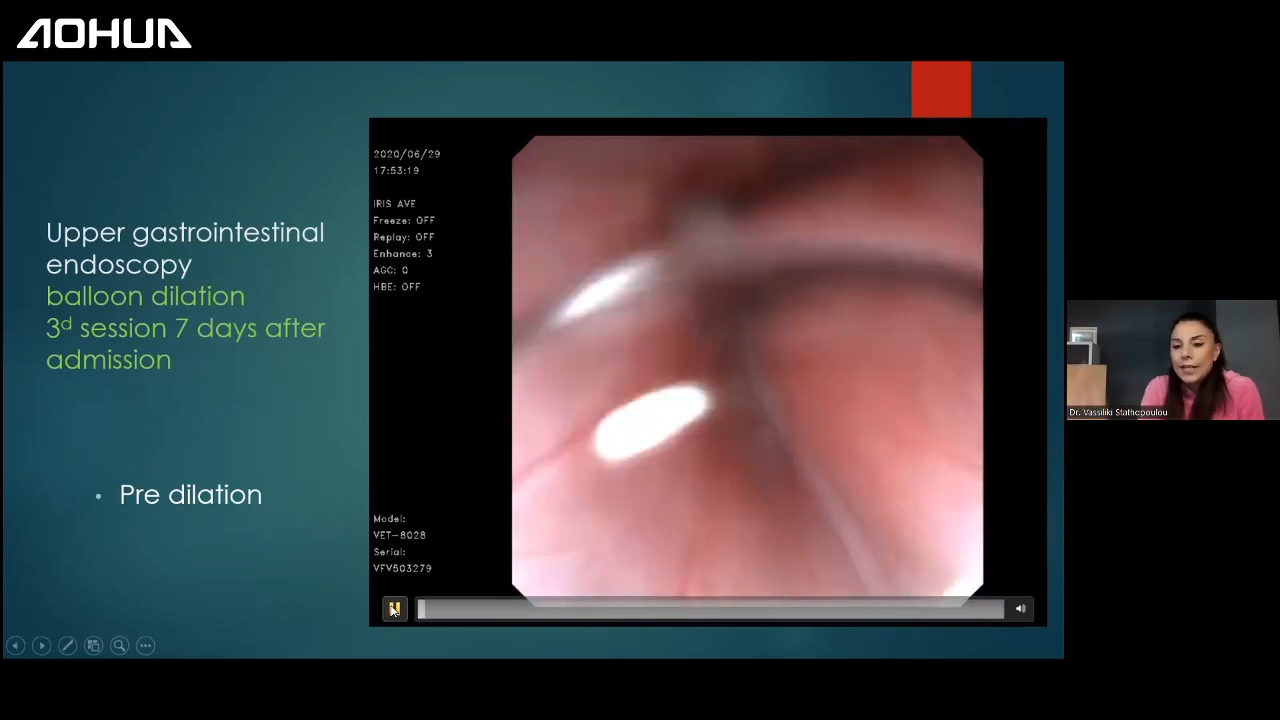 AOHUA
Upper gastrointestinal
endoscopy
balloon dilation
3d session 7 days after
admission
• Pre dilation
2020/06/29
17:53:19
IRIS AVE
Freeze: OFF
Replay: OFF
Enhance: 3
AGC: 0
HBE: OFF
Model:
VET-8028
Serial:
VFV503279
Dr. Vassiliki Stathopoulou